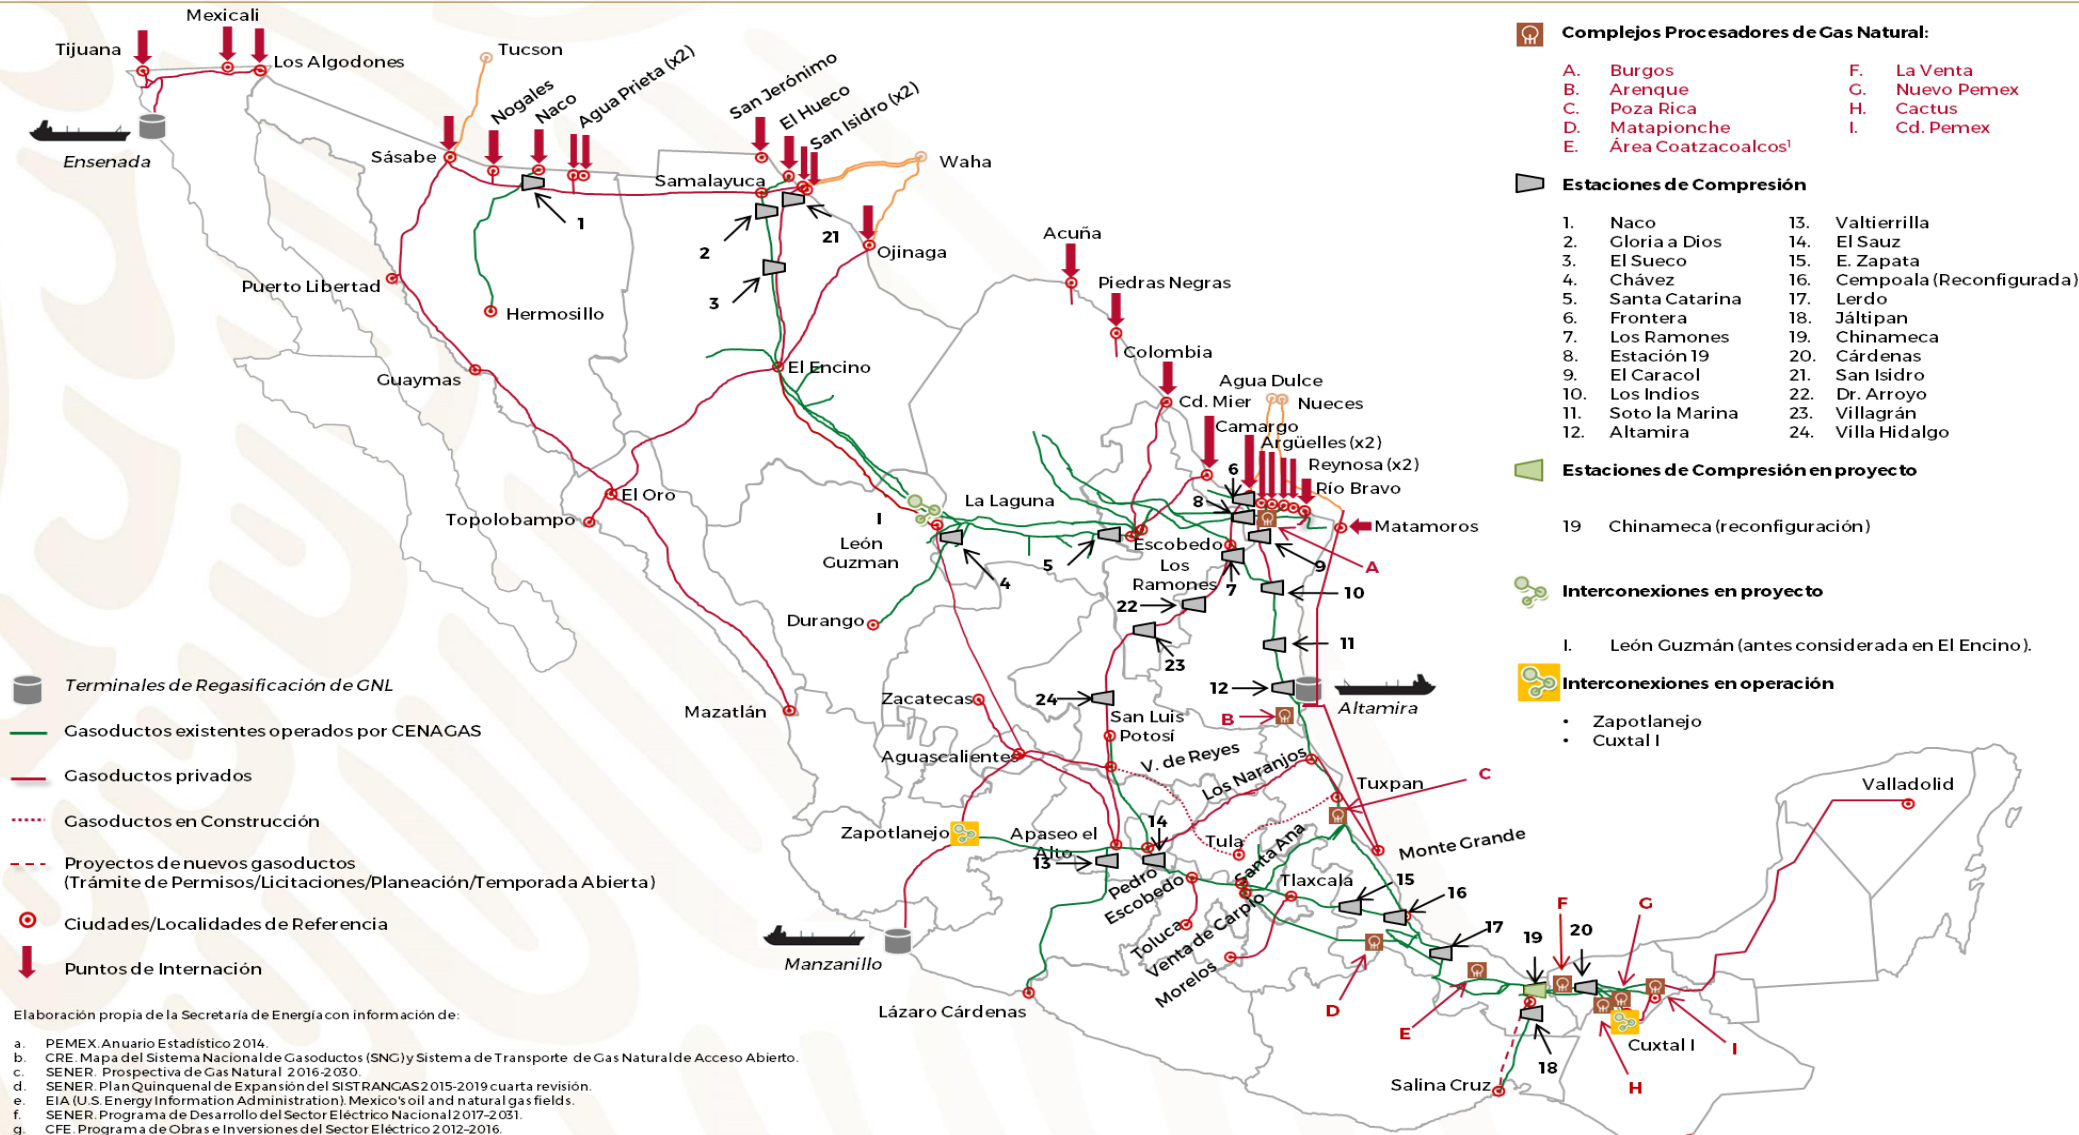 Mexicali
Tijuana
Los Algodones
Tucson
Ensenada
Nogales
Naco
Agua Prieta (x2)
San Jerónimo
El Hueco
San Isidro (x2)
Sásabe
Samalayuca
Waha
1
2
21
3
Ojinaga
Puerto Libertad
Hermosillo
Acuña
Piedras Negras
Guaymas
El Encino
Colombia
Agua Dulce
Cd. Mier
Nueces
Camargo
Argüelles (x2)
6
Reynosa (x2)
Río Bravo
8
El Oro
La Laguna
Topolobampo
I
León
Guzman
Matamoros
Escobedo
5
4
Los
Ramones
9
A
7
22
10
Durango
11
23
12
24
Altamira
Zacatecas
Mazatlán
B
San Luis
Potosí
Aguascalientes
V. de Reyes
Los Naranjos
Tuxpan
C
Valladolid
Zapotlanejo
Apaseo el
Alto
13
14
Tula
Santa Ana
Monte Grande
Pedro
Escobedo
Tlaxcala
15
16
Toluca
Venta de Carpio
Morelos
17
F
G
19
20
Manzanillo
Lázaro Cárdenas
D
E
Cuxtal I
I
18
H
Salina Cruz
Complejos Procesadores de Gas Natural:
A. Burgos
B. Arenque
C. Poza Rica
D. Matapionche
E. Área Coatzacoalcos¹
F. La Venta
G. Nuevo Pemex
H. Cactus
I. Cd. Pemex
Estaciones de Compresión
1. Naco
2. Gloria a Dios
3. El Sueco
4. Chávez
5. Santa Catarina
6. Frontera
7. Los Ramones
8. Estación 19
9. El Caracol
10. Los Indios
11. Soto la Marina
12. Altamira
13. Valtierrilla
14. El Sauz
15. E. Zapata
16. Cempoala (Reconfigurada)
17. Lerdo
18. Jáltipan
19. Chinameca
20. Cárdenas
21. San Isidro
22. Dr. Arroyo
23. Villagrán
24. Villa Hidalgo
Estaciones de Compresión en proyecto
19 Chinameca (reconfiguración)
Interconexiones en proyecto
I. León Guzmán (antes considerada en El Encino).
Interconexiones en operación
• Zapotlanejo
• Cuxtal I
Terminales de Regasificación de GNL
Gasoductos existentes operados por CENAGAS
Gasoductos privados
Gasoductos en Construcción
Proyectos de nuevos gasoductos
(Trámite de Permisos/Licitaciones/Planeación/Temporada Abierta)
Ciudades/Localidades de Referencia
Puntos de Internación
Elaboración propia de la Secretaría de Energía con información de:
a. PEMEX. Anuario Estadístico 2014.
b. CRE. Mapa del Sistema Nacional de Gasoductos (SNG) y Sistema de Transporte de Gas Natural de Acceso Abierto.
c. SENER. Prospectiva de Gas Natural 2016-2030.
d. SENER. Plan Quinquenal de Expansión del SISTRANGAS 2015-2019 cuarta revisión.
e. EIA (U.S. Energy Information Administration). Mexico's oil and natural gas fields.
f. SENER. Programa de Desarrollo del Sector Eléctrico Nacional 2017-2031.
g. CFE. Programa de Obras e Inversiones del Sector Eléctrico 2012-2016.